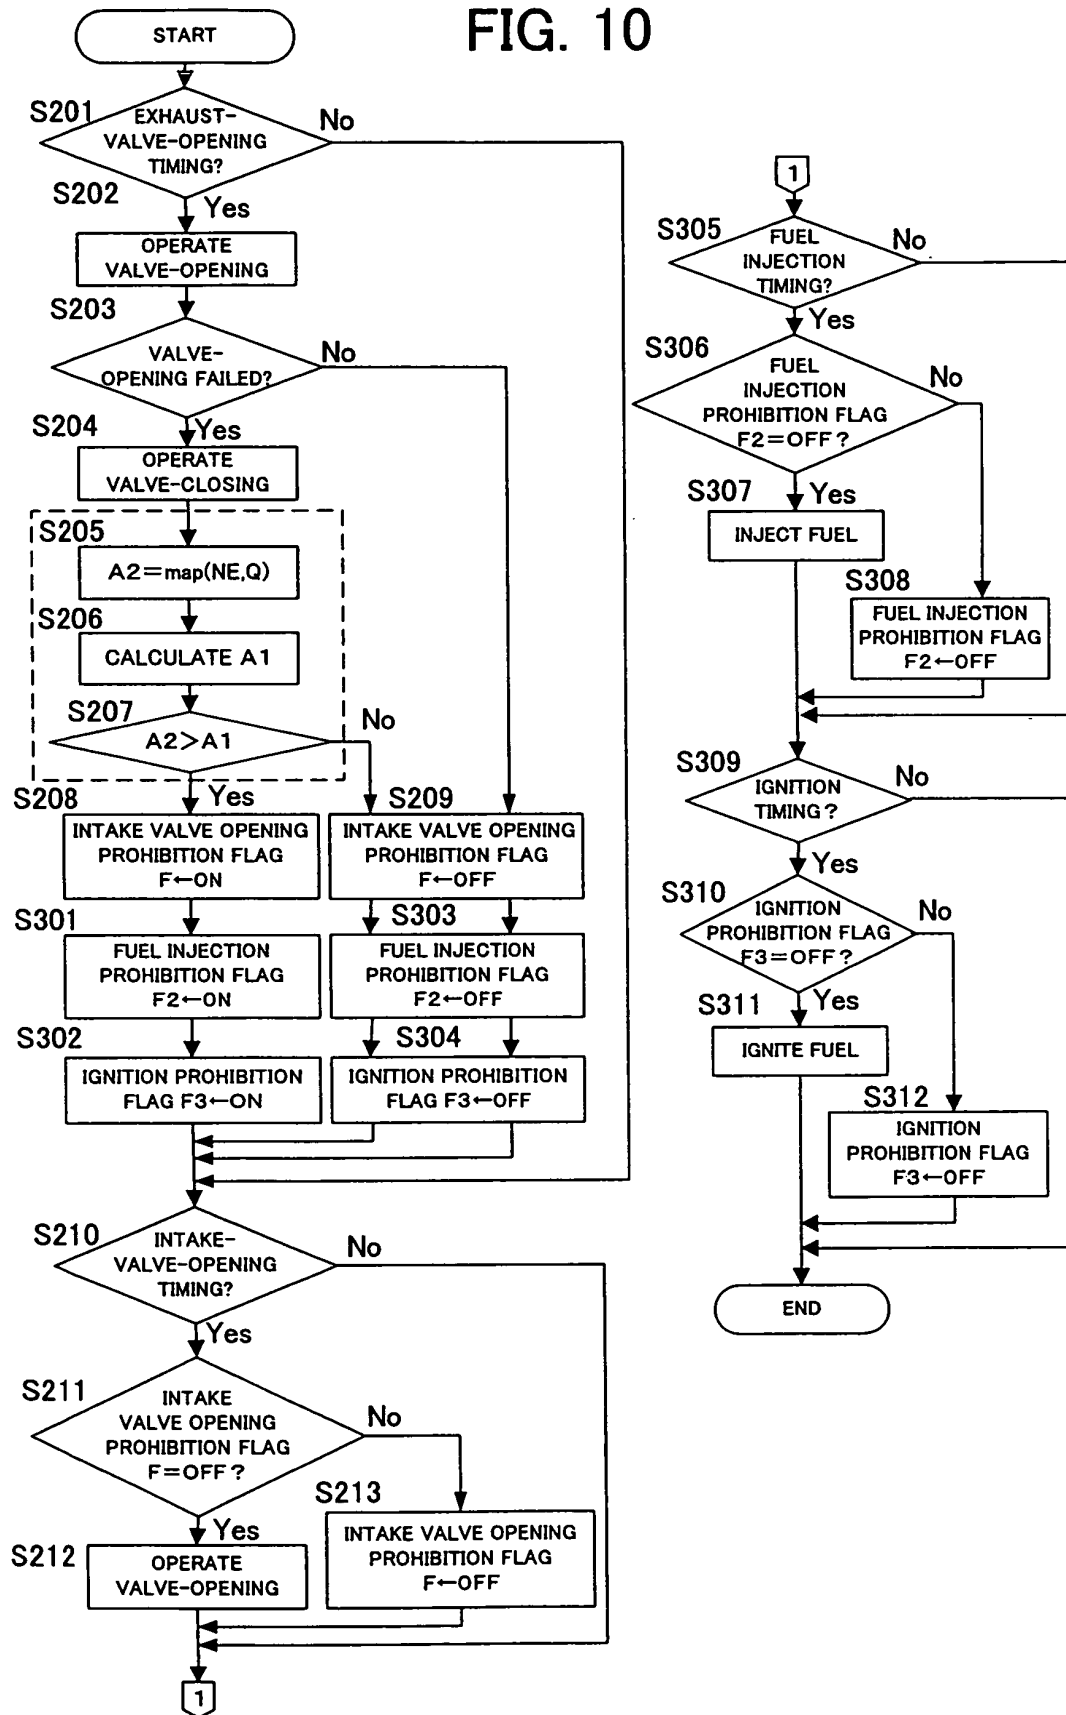 FIG. 10
START
S201
EXHAUST-
VALVE-OPENING
TIMING?
No
S202
Yes
OPERATE
VALVE-OPENING
S203
VALVE-
OPENING FAILED?
No
S204
Yes
OPERATE
VALVE-CLOSING
S205
A2=map(NE,Q)
S206
CALCULATE A1
S207
A2>A1
No
S208
Yes
INTAKE VALVE OPENING
PROHIBITION FLAG
F←ON
S209
INTAKE VALVE OPENING
PROHIBITION FLAG
F←OFF
S301
FUEL INJECTION
PROHIBITION FLAG
F2←ON
S303
FUEL INJECTION
PROHIBITION FLAG
F2←OFF
S302
IGNITION PROHIBITION
FLAG F3←ON
S304
IGNITION PROHIBITION
FLAG F3←OFF
S210
INTAKE-
VALVE-OPENING
TIMING?
No
Yes
S211
INTAKE
VALVE OPENING
PROHIBITION FLAG
F=OFF?
No
Yes
S212
OPERATE
VALVE-OPENING
S213
INTAKE VALVE OPENING
PROHIBITION FLAG
F←OFF
1
1
S305
FUEL
INJECTION
TIMING?
No
Yes
S306
FUEL
INJECTION
PROHIBITION FLAG
F2=OFF?
No
S307
Yes
INJECT FUEL
S308
FUEL INJECTION
PROHIBITION FLAG
F2←OFF
S309
IGNITION
TIMING?
No
Yes
S310
IGNITION
PROHIBITION FLAG
F3=OFF?
No
S311
Yes
IGNITE FUEL
S312
IGNITION
PROHIBITION FLAG
F3←OFF
END